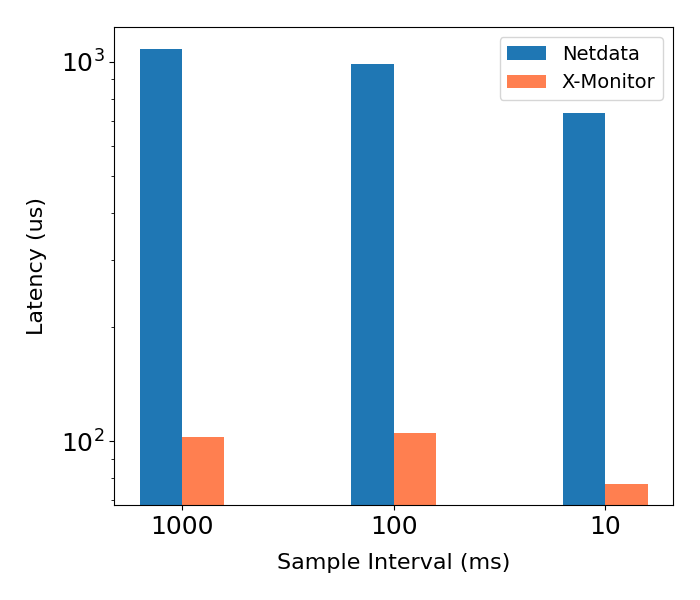 Netdata
X-Monitor
10³
10²
Latency (us)
1000
100
10
Sample Interval (ms)